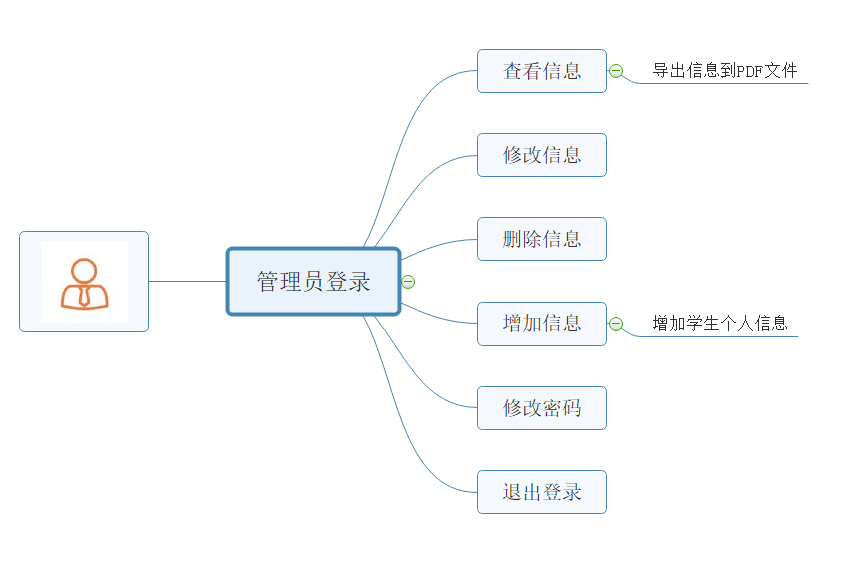 查看信息
导出信息到PDF文件
修改信息
删除信息
管理员登录
增加信息
增加学生个人信息
修改密码
退出登录